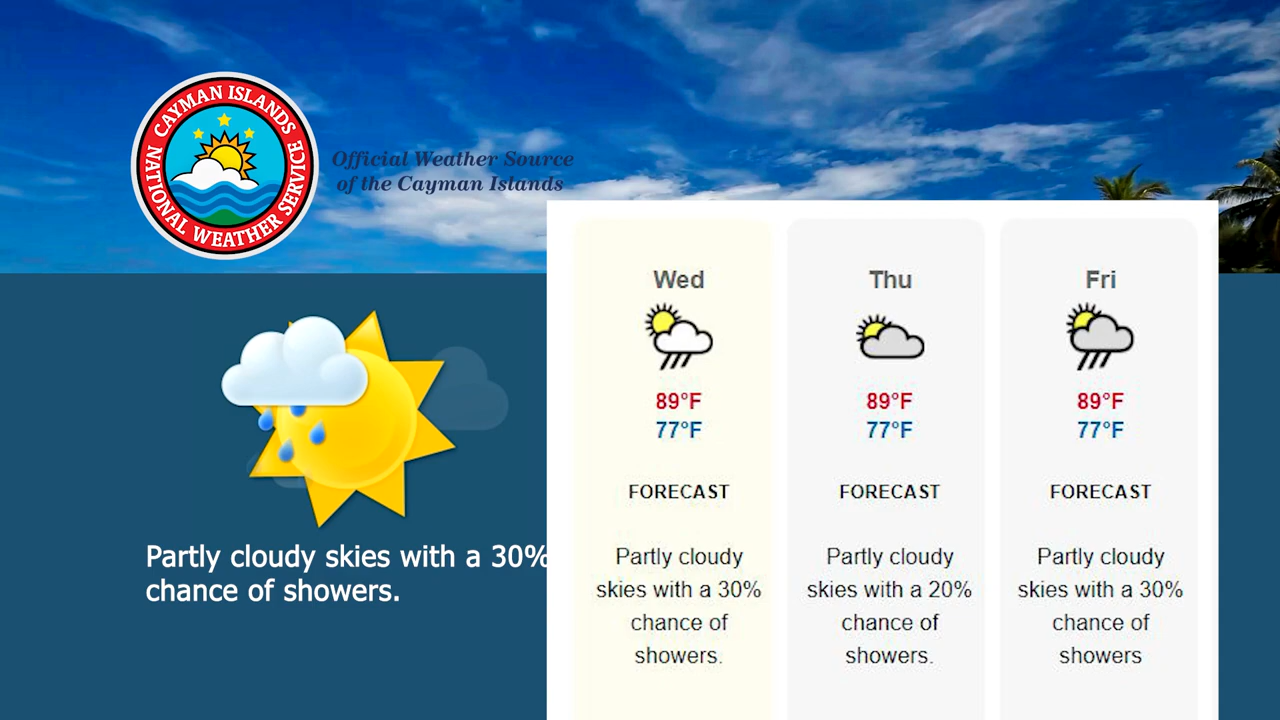 CAYMAN ISLANDS
NATIONAL WEATHER SERVICE
Official Weather Source
of the Cayman Islands
Partly cloudy skies with a 30%
chance of showers.
Wed
89°F
77°F
FORECAST
Partly cloudy
skies with a 30%
chance of
showers.
Thu
89°F
77°F
FORECAST
Partly cloudy
skies with a 20%
chance of
showers.
Fri
89°F
77°F
FORECAST
Partly cloudy
skies with a 30%
chance of
showers